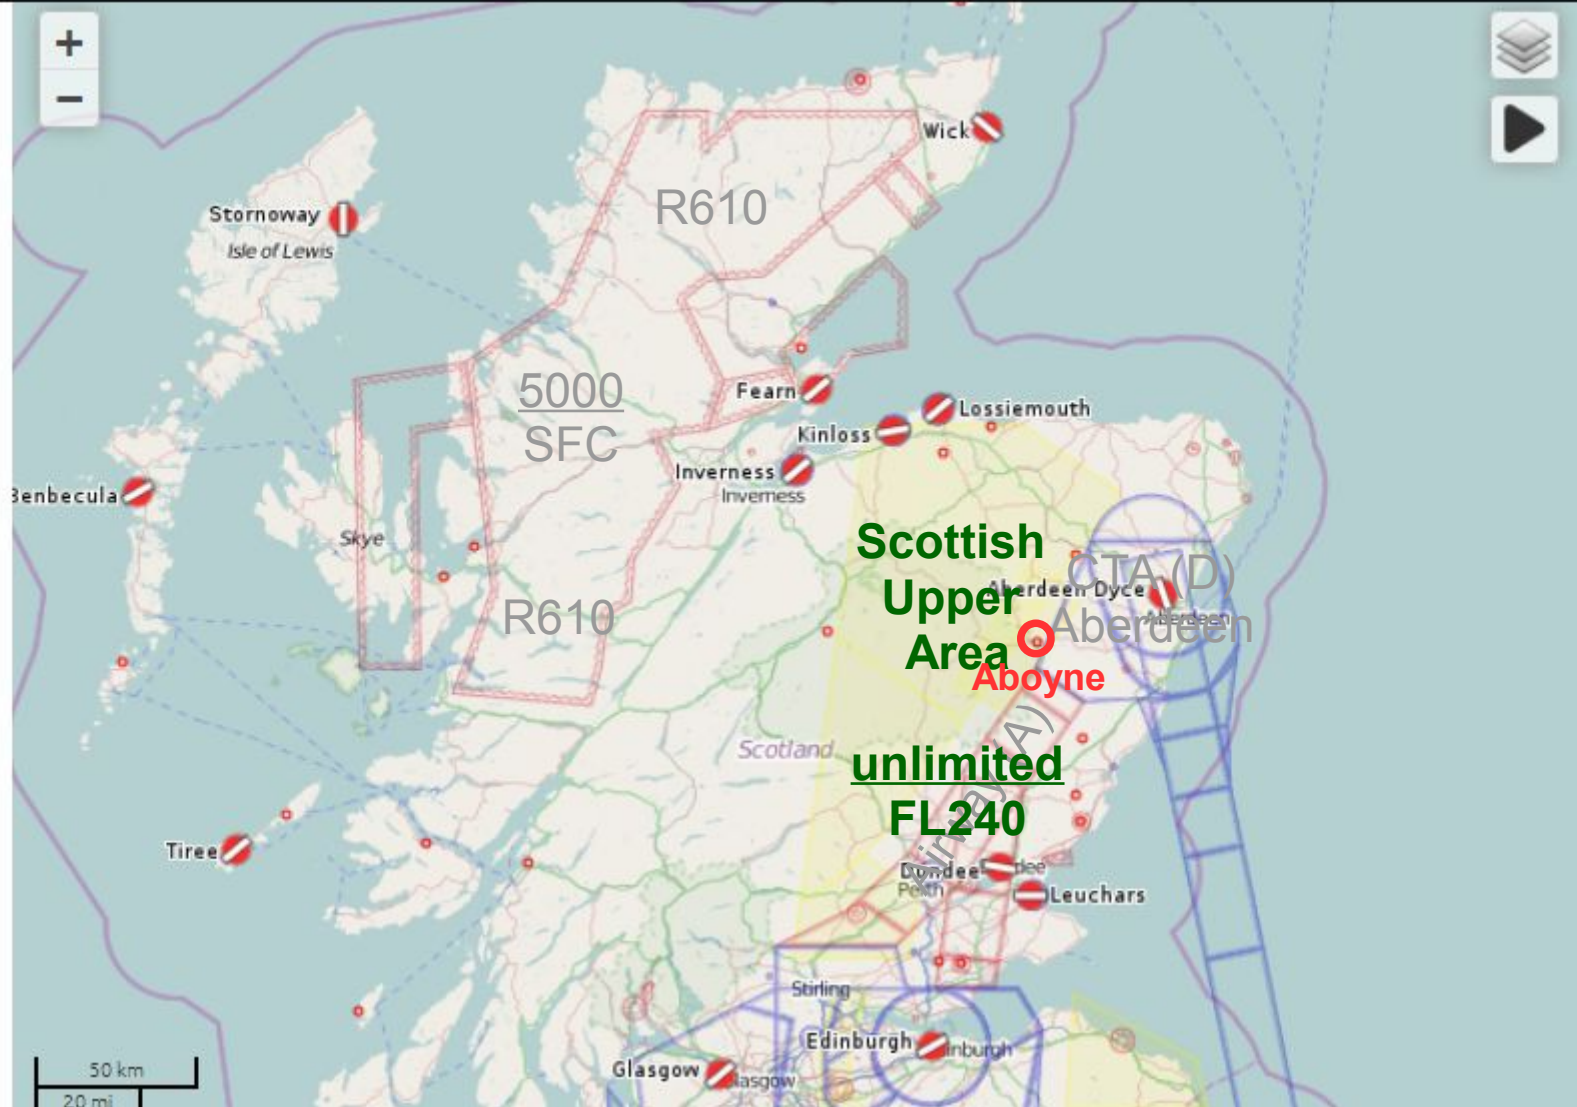 +
−
Wick
R610
Stornoway
Isle of Lewis
5000
SFC
Fearn
Lossiemouth
Kinloss
Inverness
Inverness
Benbecula
Skye
Scottish
Upper
Area
CTA (D)
Aberdeen Dyce
Aberdeen
Aberdeen
R610
Aboyne
Airway (A)
Scotland
unlimited
FL240
Tiree
Dundee
Perth
Leuchars
Stirling
Edinburgh
Glasgow
50 km
20 mi